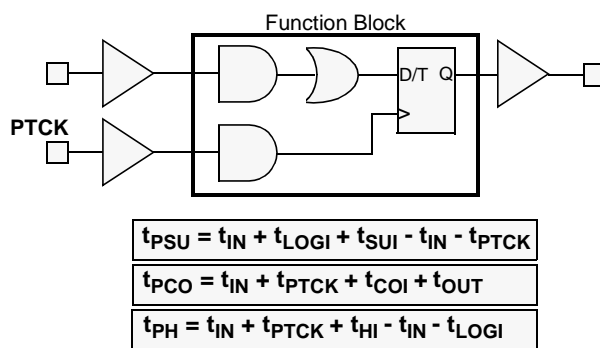 Function Block
D/T Q
PTCK
tPSU = tIN + tLOGI + tSUI - tIN - tPTCK
tPCO = tIN + tPTCK + tCOI + tOUT
tPH = tIN + tPTCK + tHI - tIN - tLOGI